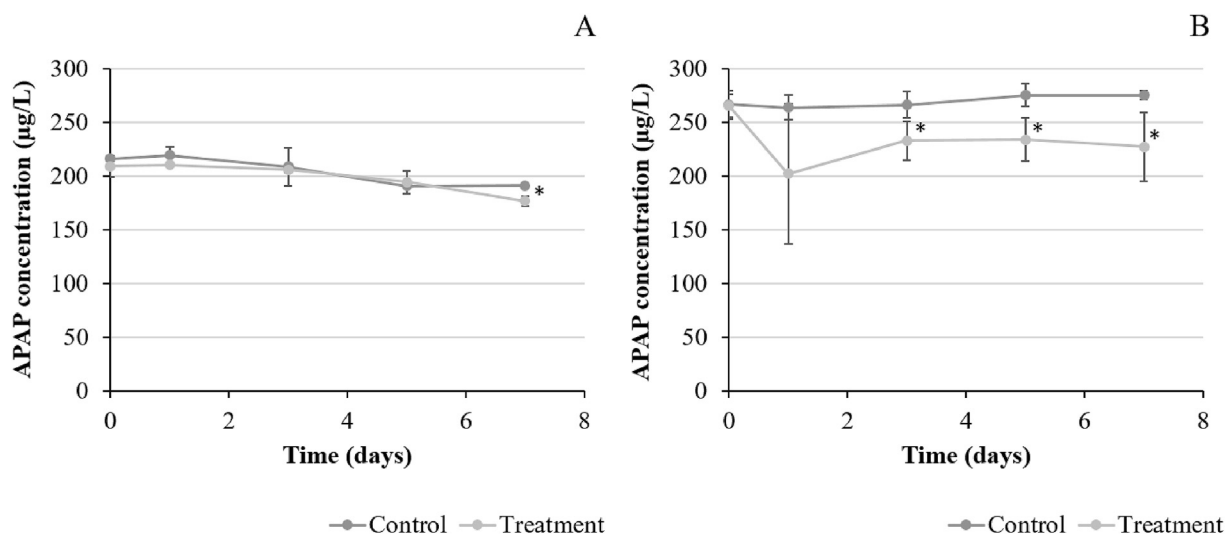 A
APAP concentration (µg/L)
300
250
200
150
100
50
0
*
0 2 4 6 8
Time (days)
Control Treatment
B
APAP concentration (µg/L)
300
250
200
150
100
50
0
* * *
0 2 4 6 8
Time (days)
Control Treatment